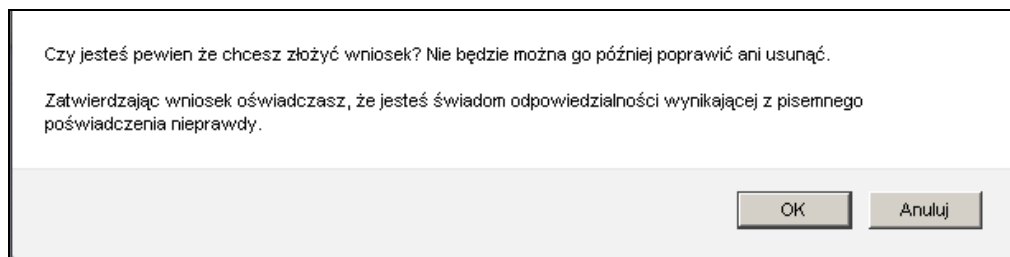 Czy jesteś pewien że chcesz złożyć wniosek? Nie będzie można go później poprawić ani usunąć.
Zatwierdzając wniosek oświadczasz, że jesteś świadom odpowiedzialności wynikającej z pisemnego
poświadczenia nieprawdy.
OK Anuluj